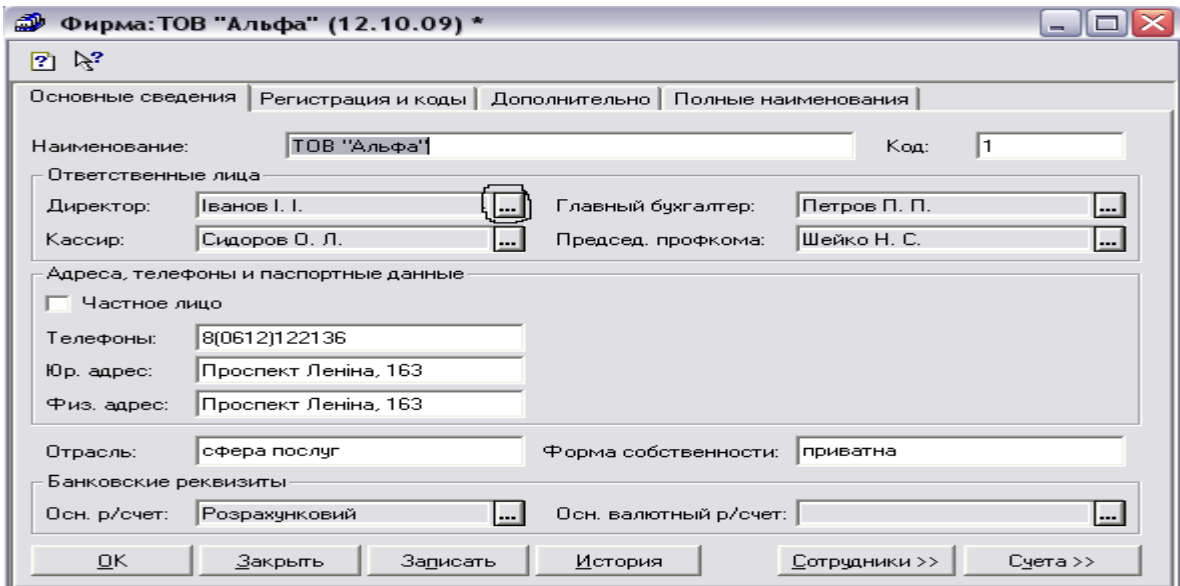 Фирма:ТОВ "Альфа" (12.10.09) *
Основные сведения Регистрация и коды Дополнительно Полные наименования
Наименование: ТОВ "Альфа" Код: 1
Ответственные лица
Директор: Іванов І. І. ... Главный бухгалтер: Петров П. П. ...
Кассир: Сидоров О. Л. ... Председ. профкома: Шейко Н. С. ...
Адреса, телефоны и паспортные данные
Частное лицо
Телефоны: 8(0612)122136
Юр. адрес: Проспект Леніна, 163
Физ. адрес: Проспект Леніна, 163
Отрасль: сфера послуг Форма собственности: приватна
Банковские реквизиты
Осн. р/счет: Розрахунковий ... Осн. валютный р/счет: ...
OK Закрыть Записать История Сотрудники >> Счета >>